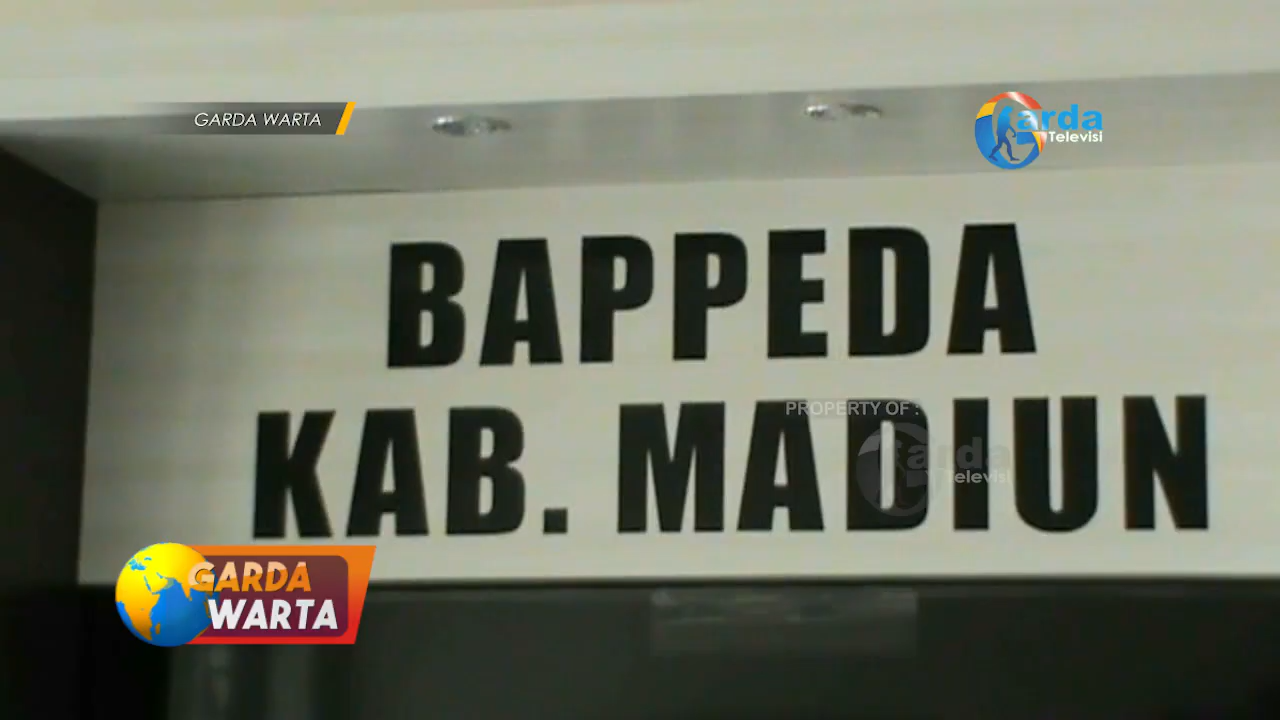 GARDA WARTA
Garda
Televisi
BAPPEDA
KAB. MADIUN
PROPERTY OF :
Garda
Televisi
GARDA
WARTA